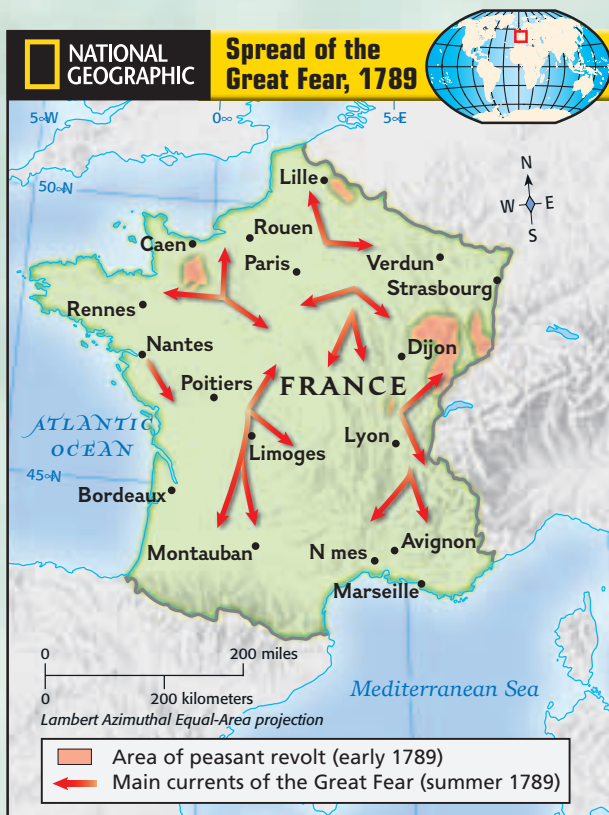 NATIONAL
GEOGRAPHIC
Spread of the
Great Fear, 1789
5∞W
0∞
5∞E
50∞N
N
W
E
S
Lille
Rouen
Caen
Paris
Verdun
Strasbourg
Rennes
Nantes
Dijon
Poitiers
FRANCE
ATLANTIC
OCEAN
Lyon
Limoges
45∞N
Bordeaux
Montauban
N mes
Avignon
Marseille
0
200 miles
0
200 kilometers
Lambert Azimuthal Equal-Area projection
Mediterranean Sea
Area of peasant revolt (early 1789)
Main currents of the Great Fear (summer 1789)